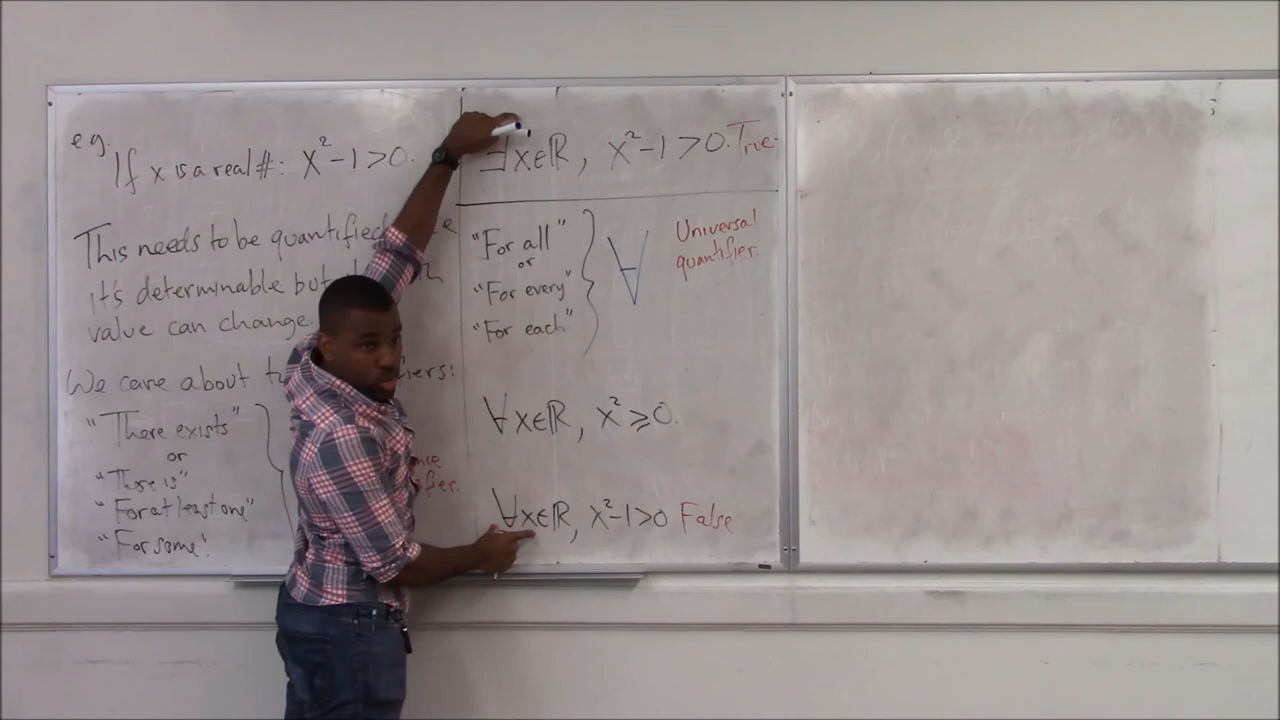 eg.
If x is a real #: x²-1>0.
This needs to be quantified
it's determinable but
value can change.
We care about
"There exists"
or
"There is"
"For at least one"
"For some"
∃x∈ℝ, x²-1>0. True.
"For all"
or
"For every"
"For each"
∀
Universal
quantifier.
∀x∈ℝ, x²≥0.
∀x∈ℝ, x²-1>0 False